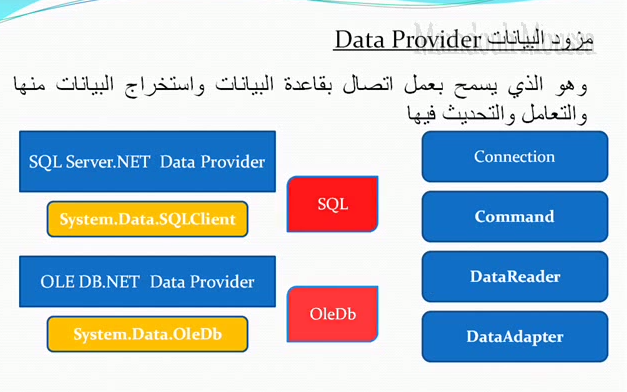 مزود البيانات Data Provider
وهو الذي يسمح بعمل اتصال بقاعدة البيانات واستخراج البيانات منها
والتعامل والتحديث فيها
SQL Server.NET Data Provider
System.Data.SQLClient
SQL
OLE DB.NET Data Provider
System.Data.OleDb
OleDb
Connection
Command
DataReader
DataAdapter